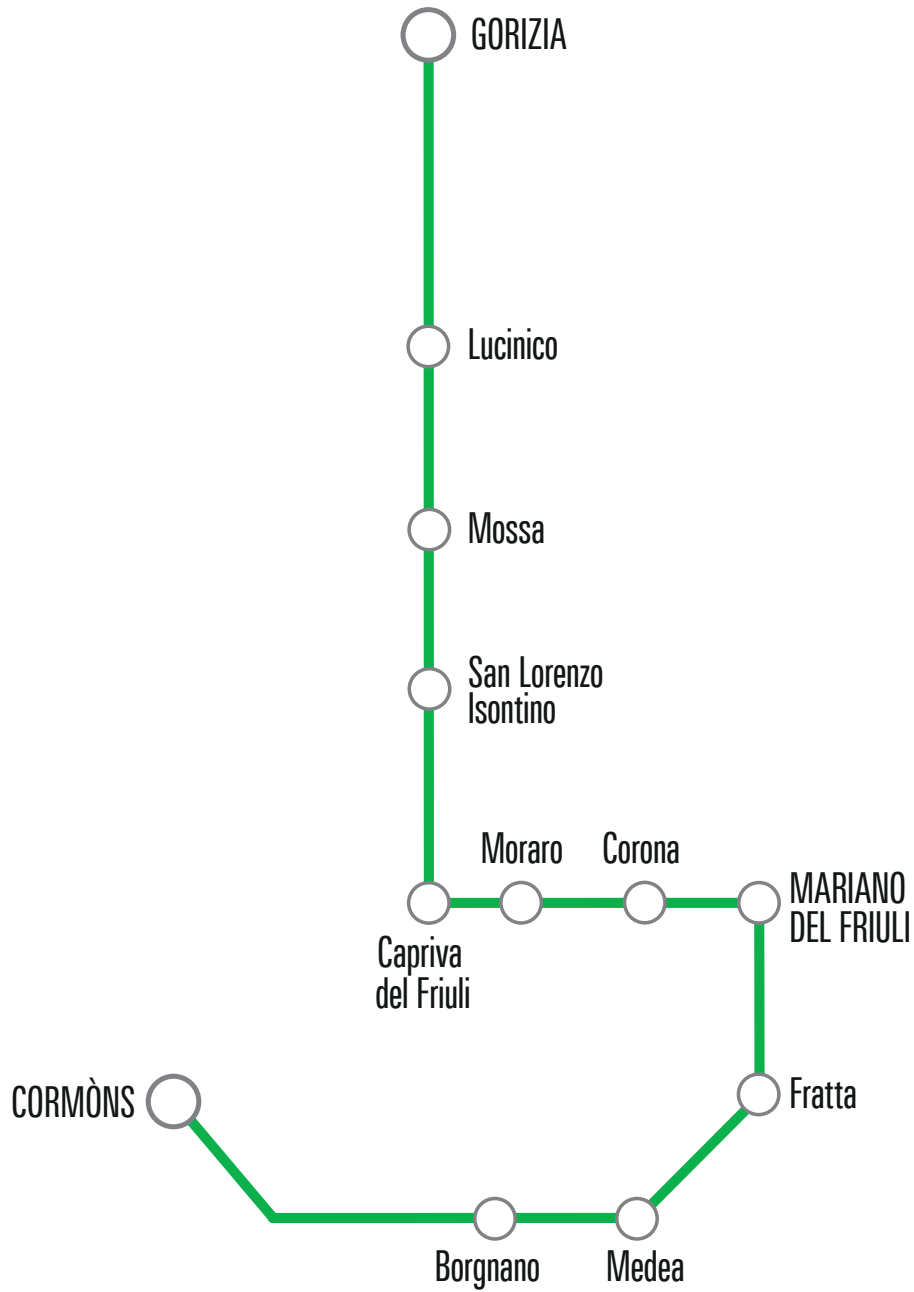 GORIZIA
Lucinico
Mossa
San Lorenzo
Isontino
Moraro
Corona
MARIANO
DEL FRIULI
Capriva
del Friuli
CORMÒNS
Fratta
Borgnano
Medea